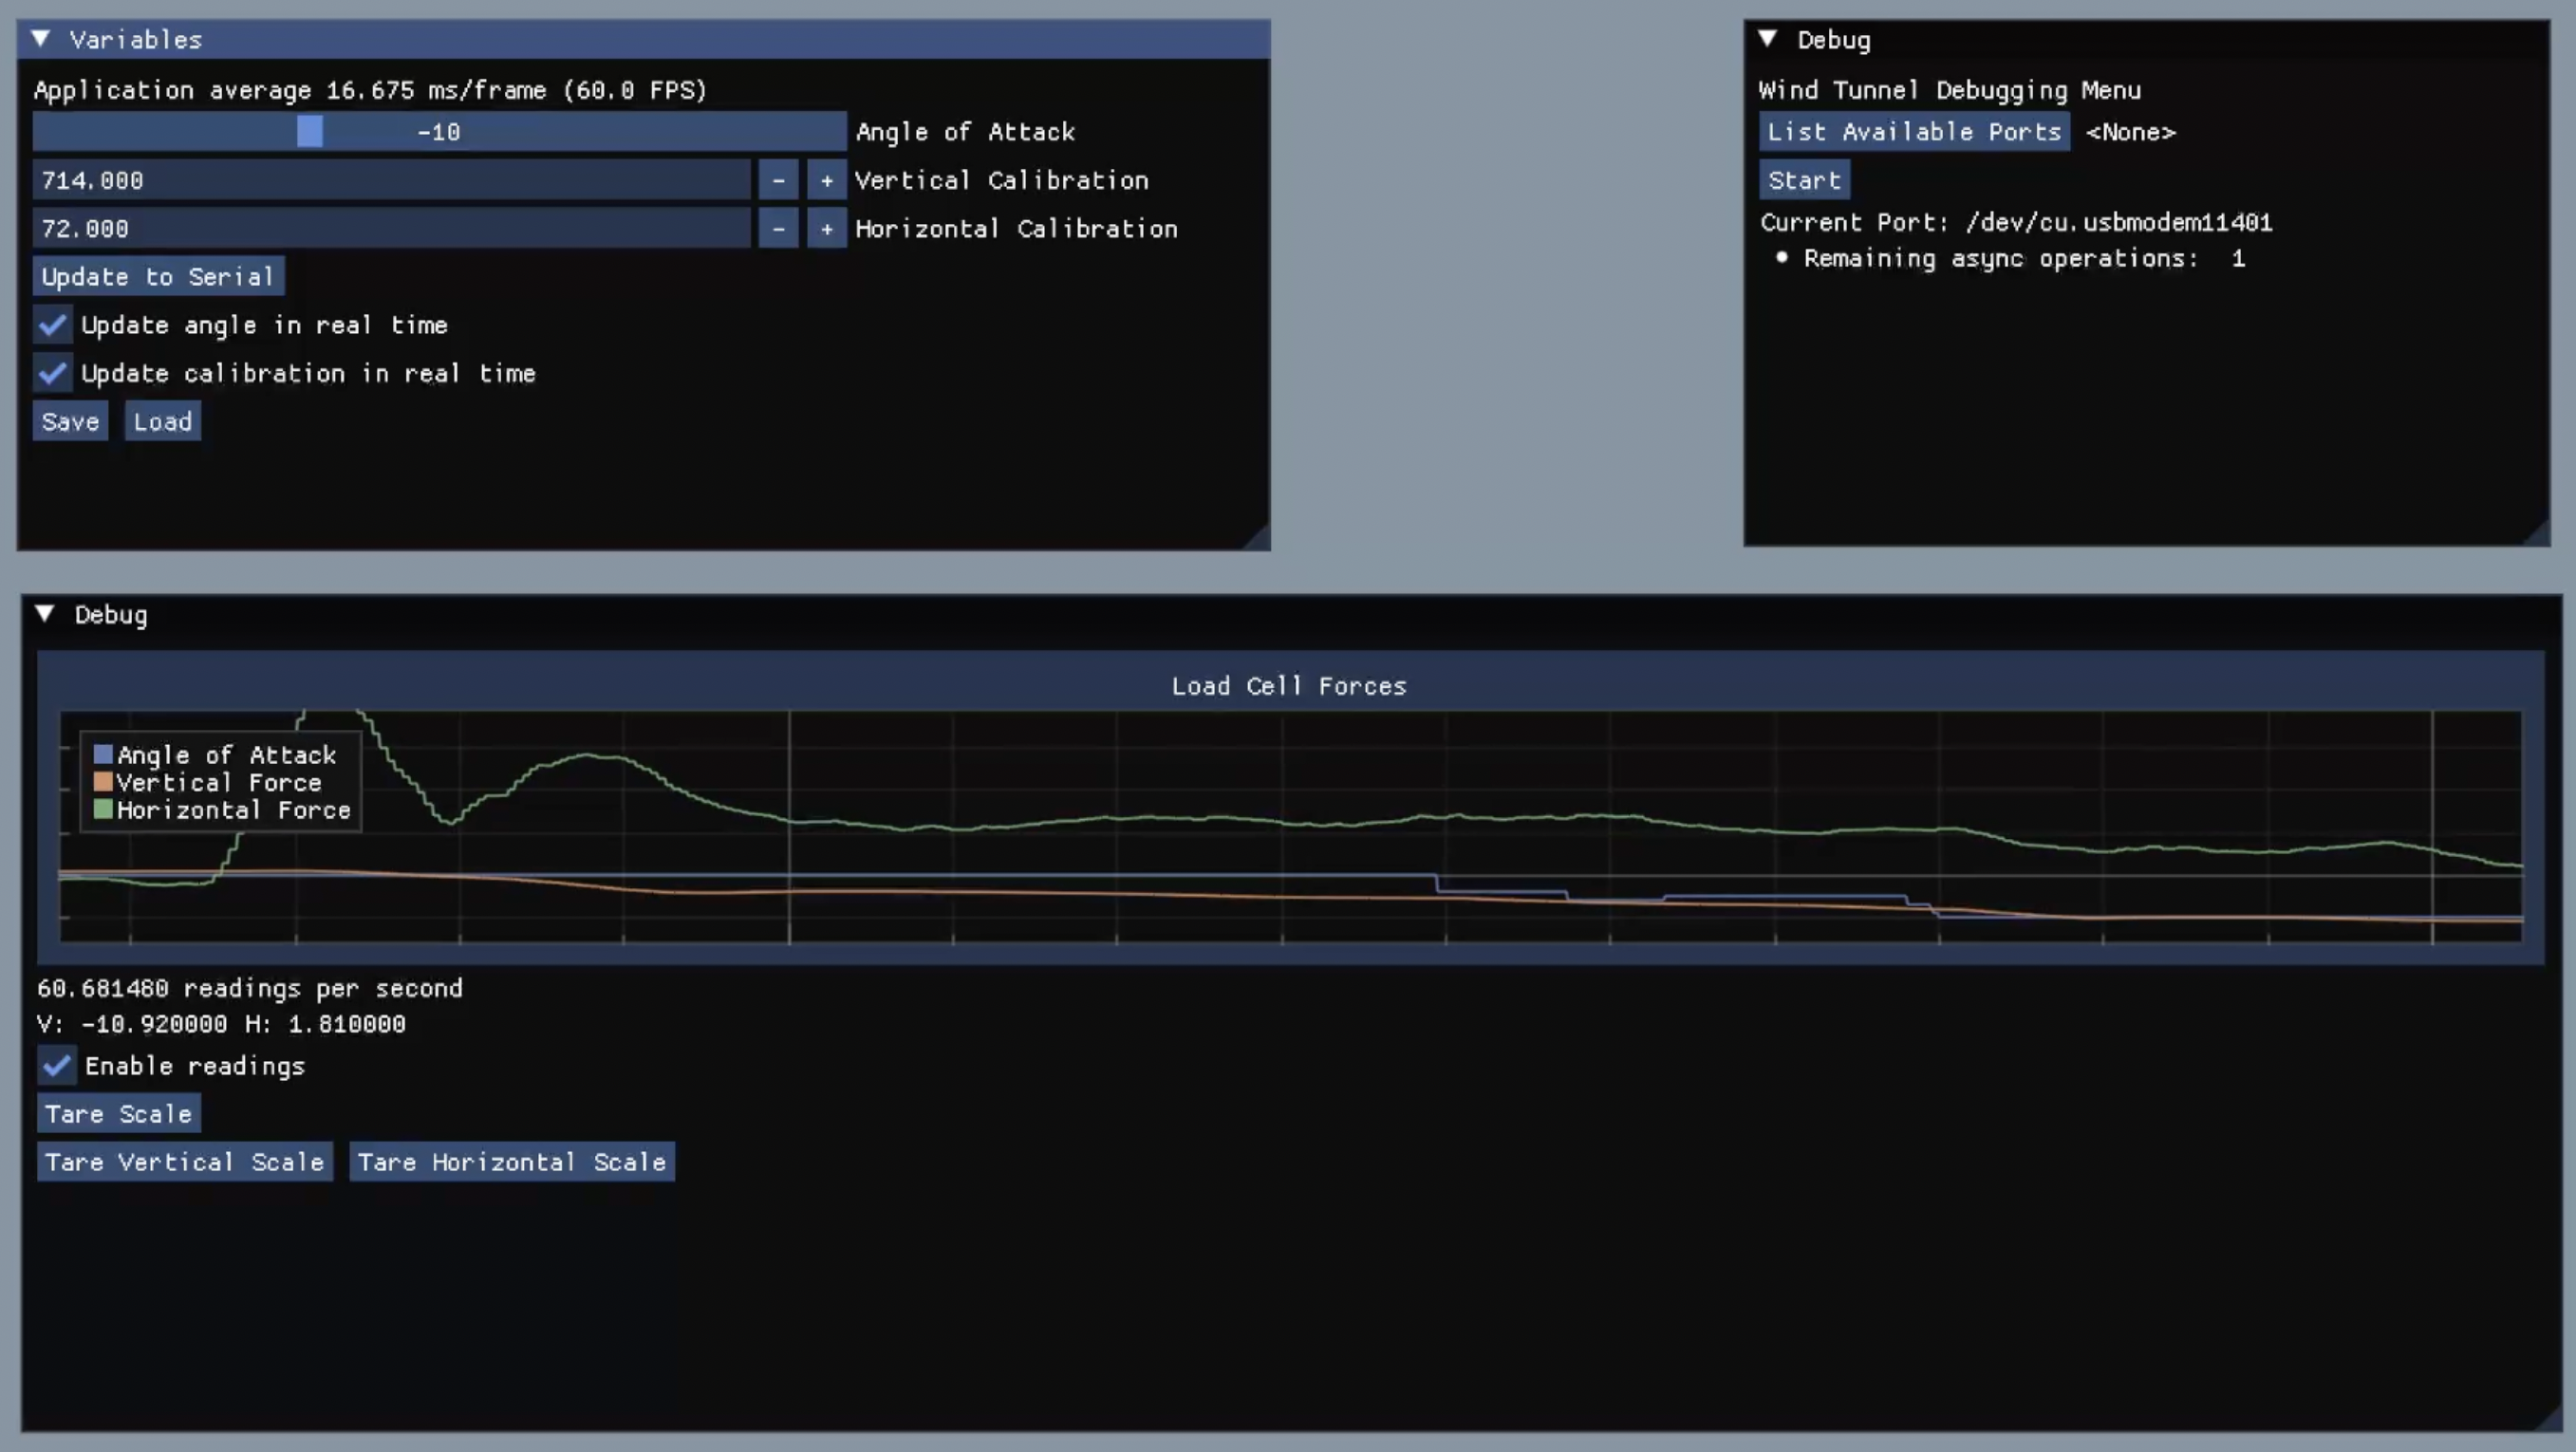 Variables
Application average 16.675 ms/frame (60.0 FPS)
-10 Angle of Attack
714.000 - + Vertical Calibration
72.000 - + Horizontal Calibration
Update to Serial
Update angle in real time
Update calibration in real time
Save Load
Debug
Wind Tunnel Debugging Menu
List Available Ports <None>
Start
Current Port: /dev/cu.usbmodem11401
Remaining async operations: 1
Debug
Load Cell Forces
Angle of Attack
Vertical Force
Horizontal Force
60.681480 readings per second
V: -10.920000 H: 1.810000
Enable readings
Tare Scale
Tare Vertical Scale Tare Horizontal Scale